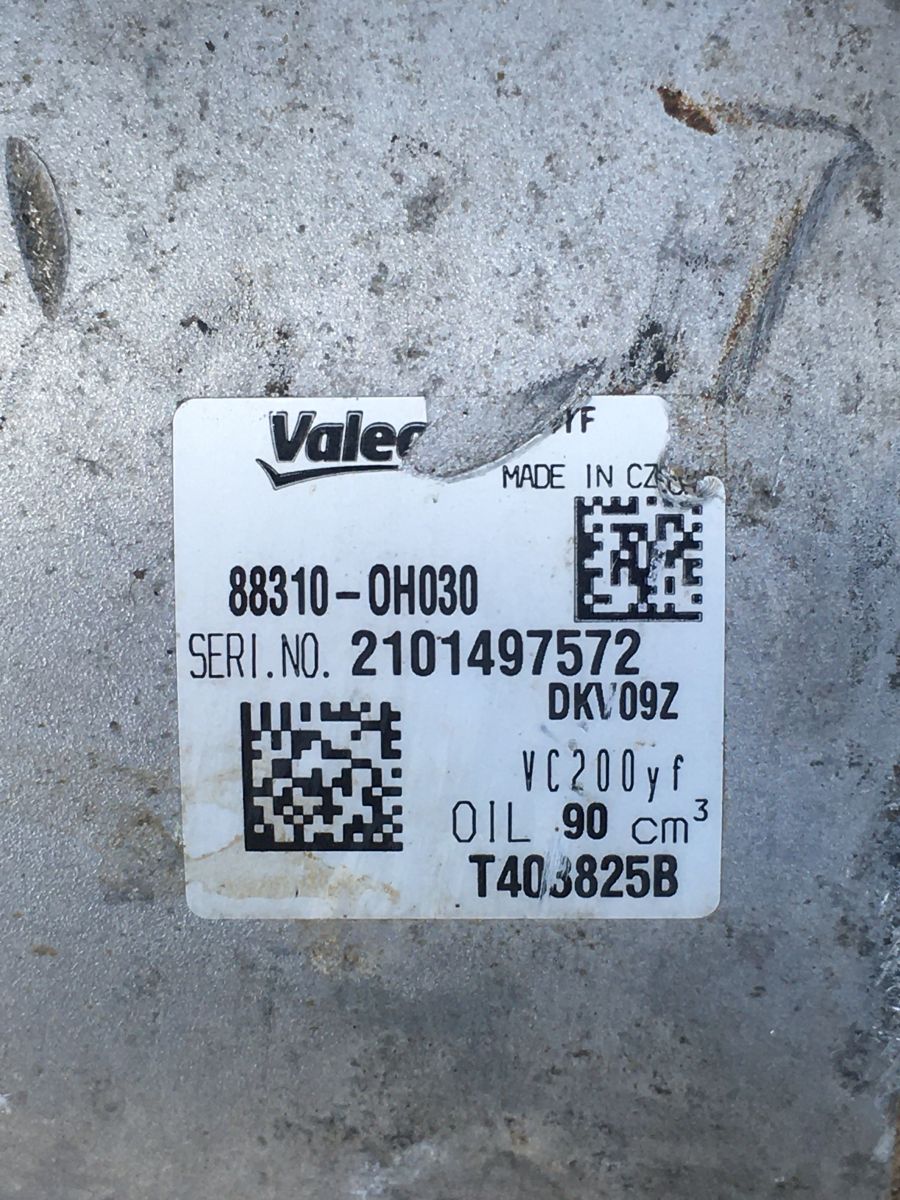 Valeo
YF
MADE IN CZ
88310-0H030
SERI.NO. 2101497572
DKV09Z
VC200yf
OIL 90 cm³
T403825B